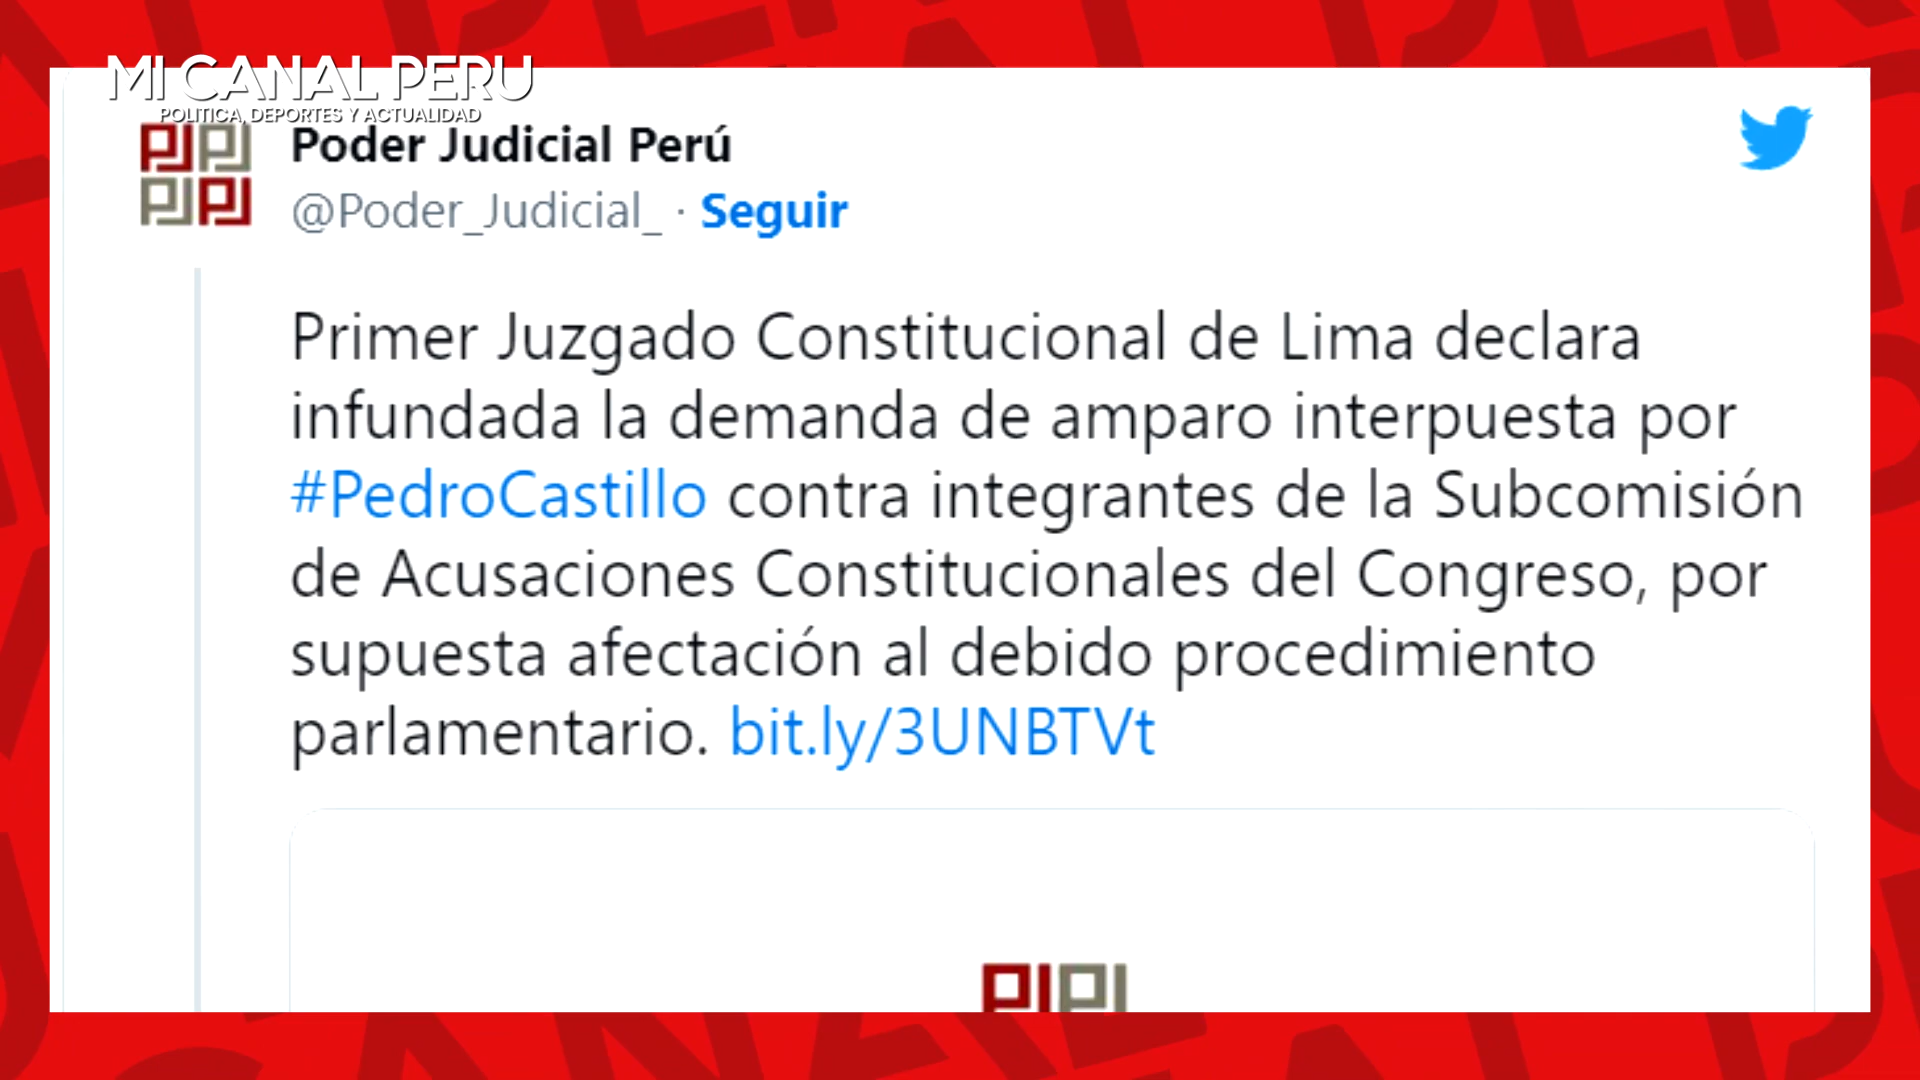 MI CANAL PERU
POLITICA, DEPORTES Y ACTUALIDAD
Poder Judicial Perú
@Poder_Judicial_ · Seguir
Primer Juzgado Constitucional de Lima declara
infundada la demanda de amparo interpuesta por
#PedroCastillo contra integrantes de la Subcomisión
de Acusaciones Constitucionales del Congreso, por
supuesta afectación al debido procedimiento
parlamentario. bit.ly/3UNBTVt